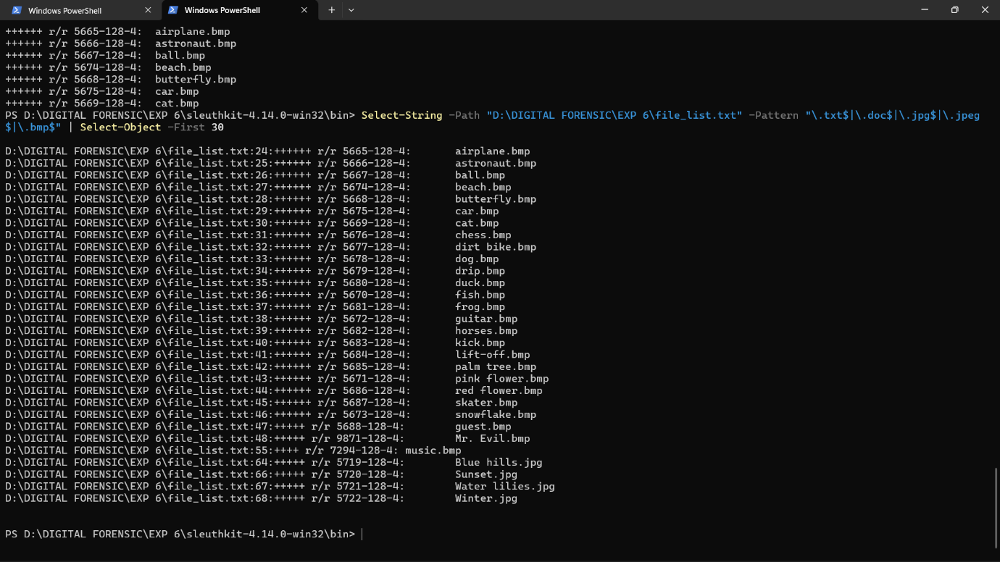 Windows PowerShell
Windows PowerShell
++++++ r/r 5665-128-4:  airplane.bmp
++++++ r/r 5666-128-4:  astronaut.bmp
++++++ r/r 5667-128-4:  ball.bmp
++++++ r/r 5674-128-4:  beach.bmp
++++++ r/r 5668-128-4:  butterfly.bmp
++++++ r/r 5675-128-4:  car.bmp
++++++ r/r 5669-128-4:  cat.bmp
PS D:\DIGITAL FORENSIC\EXP 6\sleuthkit-4.14.0-win32\bin> Select-String -Path "D:\DIGITAL FORENSIC\EXP 6\file_list.txt" -Pattern "\.txt$|\.doc$|\.jpg$|\.jpeg
$|\.bmp$" | Select-Object -First 30
D:\DIGITAL FORENSIC\EXP 6\file_list.txt:24:++++++ r/r 5665-128-4:       airplane.bmp
D:\DIGITAL FORENSIC\EXP 6\file_list.txt:25:++++++ r/r 5666-128-4:       astronaut.bmp
D:\DIGITAL FORENSIC\EXP 6\file_list.txt:26:++++++ r/r 5667-128-4:       ball.bmp
D:\DIGITAL FORENSIC\EXP 6\file_list.txt:27:++++++ r/r 5674-128-4:       beach.bmp
D:\DIGITAL FORENSIC\EXP 6\file_list.txt:28:++++++ r/r 5668-128-4:       butterfly.bmp
D:\DIGITAL FORENSIC\EXP 6\file_list.txt:29:++++++ r/r 5675-128-4:       car.bmp
D:\DIGITAL FORENSIC\EXP 6\file_list.txt:30:++++++ r/r 5669-128-4:       cat.bmp
D:\DIGITAL FORENSIC\EXP 6\file_list.txt:31:++++++ r/r 5676-128-4:       chess.bmp
D:\DIGITAL FORENSIC\EXP 6\file_list.txt:32:++++++ r/r 5677-128-4:       dirt bike.bmp
D:\DIGITAL FORENSIC\EXP 6\file_list.txt:33:++++++ r/r 5678-128-4:       dog.bmp
D:\DIGITAL FORENSIC\EXP 6\file_list.txt:34:++++++ r/r 5679-128-4:       drip.bmp
D:\DIGITAL FORENSIC\EXP 6\file_list.txt:35:++++++ r/r 5680-128-4:       duck.bmp
D:\DIGITAL FORENSIC\EXP 6\file_list.txt:36:++++++ r/r 5670-128-4:       fish.bmp
D:\DIGITAL FORENSIC\EXP 6\file_list.txt:37:++++++ r/r 5681-128-4:       frog.bmp
D:\DIGITAL FORENSIC\EXP 6\file_list.txt:38:++++++ r/r 5672-128-4:       guitar.bmp
D:\DIGITAL FORENSIC\EXP 6\file_list.txt:39:++++++ r/r 5682-128-4:       horses.bmp
D:\DIGITAL FORENSIC\EXP 6\file_list.txt:40:++++++ r/r 5683-128-4:       kick.bmp
D:\DIGITAL FORENSIC\EXP 6\file_list.txt:41:++++++ r/r 5684-128-4:       lift-off.bmp
D:\DIGITAL FORENSIC\EXP 6\file_list.txt:42:++++++ r/r 5685-128-4:       palm tree.bmp
D:\DIGITAL FORENSIC\EXP 6\file_list.txt:43:++++++ r/r 5671-128-4:       pink flower.bmp
D:\DIGITAL FORENSIC\EXP 6\file_list.txt:44:++++++ r/r 5686-128-4:       red flower.bmp
D:\DIGITAL FORENSIC\EXP 6\file_list.txt:45:++++++ r/r 5687-128-4:       skater.bmp
D:\DIGITAL FORENSIC\EXP 6\file_list.txt:46:++++++ r/r 5673-128-4:       snowflake.bmp
D:\DIGITAL FORENSIC\EXP 6\file_list.txt:47:+++++ r/r 5688-128-4:        guest.bmp
D:\DIGITAL FORENSIC\EXP 6\file_list.txt:48:+++++ r/r 9871-128-4:        Mr. Evil.bmp
D:\DIGITAL FORENSIC\EXP 6\file_list.txt:55:++++ r/r 7294-128-4: music.bmp
D:\DIGITAL FORENSIC\EXP 6\file_list.txt:64:+++++ r/r 5719-128-4:        Blue hills.jpg
D:\DIGITAL FORENSIC\EXP 6\file_list.txt:66:+++++ r/r 5720-128-4:        Sunset.jpg
D:\DIGITAL FORENSIC\EXP 6\file_list.txt:67:+++++ r/r 5721-128-4:        Water lilies.jpg
D:\DIGITAL FORENSIC\EXP 6\file_list.txt:68:+++++ r/r 5722-128-4:        Winter.jpg
PS D:\DIGITAL FORENSIC\EXP 6\sleuthkit-4.14.0-win32\bin>